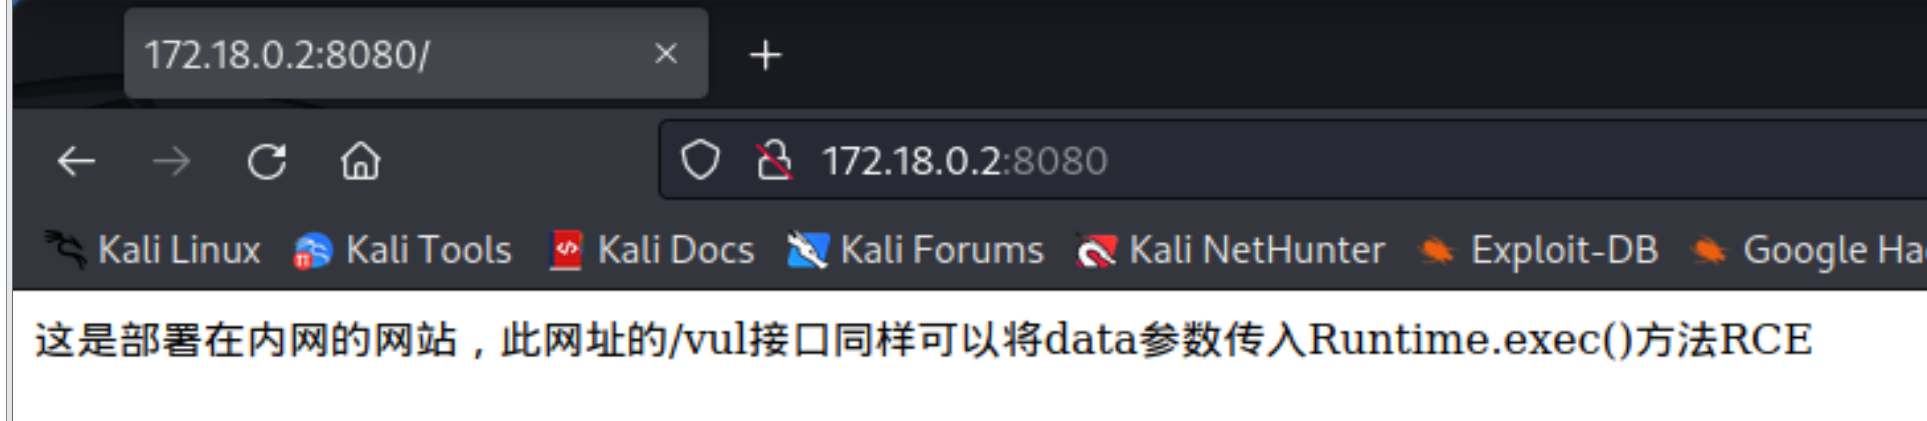 172.18.0.2:8080/
172.18.0.2:8080
Kali Linux Kali Tools Kali Docs Kali Forums Kali NetHunter Exploit-DB Google Ha
这是部署在内网的网站，此网址的/vul接口同样可以将data参数传入Runtime.exec()方法RCE